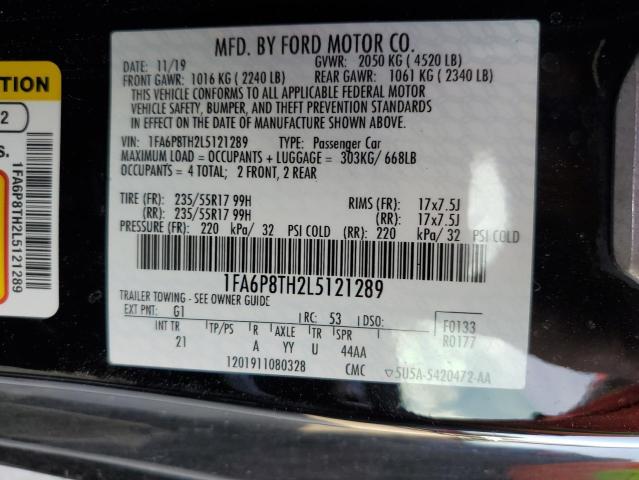 MFD. BY FORD MOTOR CO.
DATE: 11/19 GVWR: 2050 KG ( 4520 LB)
FRONT GAWR: 1016 KG ( 2240 LB) REAR GAWR: 1061 KG ( 2340 LB)
THIS VEHICLE CONFORMS TO ALL APPLICABLE FEDERAL MOTOR
VEHICLE SAFETY, BUMPER, AND THEFT PREVENTION STANDARDS
IN EFFECT ON THE DATE OF MANUFACTURE SHOWN ABOVE.
VIN: 1FA6P8TH2L5121289 TYPE: Passenger Car
MAXIMUM LOAD = OCCUPANTS + LUGGAGE = 303KG/ 668LB
OCCUPANTS = 4 TOTAL; 2 FRONT, 2 REAR
TIRE (FR): 235/55R17 99H RIMS (FR): 17x7.5J
(RR): 235/55R17 99H (RR): 17x7.5J
PRESSURE (FR): 220 kPa/ 32 PSI COLD (RR): 220 kPa/ 32 PSI COLD
1FA6P8TH2L5121289
TRAILER TOWING - SEE OWNER GUIDE
EXT PNT: G1 RC: 53 DSO: F0133
INT TR TP/PS R AXLE TR SPR R0177
21 A YY U 44AA
1201911080328 CMC ▽5U5A-5420472-AA
2
s.
1FA6P8TH2L5121289